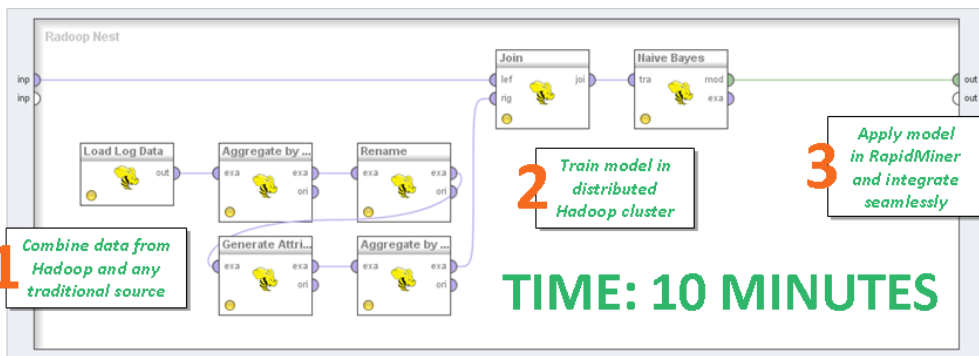 Radoop Nest
inp
inp
Join
lef
rig
joi
Naive Bayes
tra
mod
exa
out
out
Load Log Data
out
Aggregate by ...
exa
exa
ori
Rename
exa
exa
ori
Generate Attri...
exa
exa
ori
Aggregate by ...
exa
exa
ori
1
Combine data from
Hadoop and any
traditional source
2
Train model in
distributed
Hadoop cluster
3
Apply model
in RapidMiner
and integrate
seamlessly
TIME: 10 MINUTES